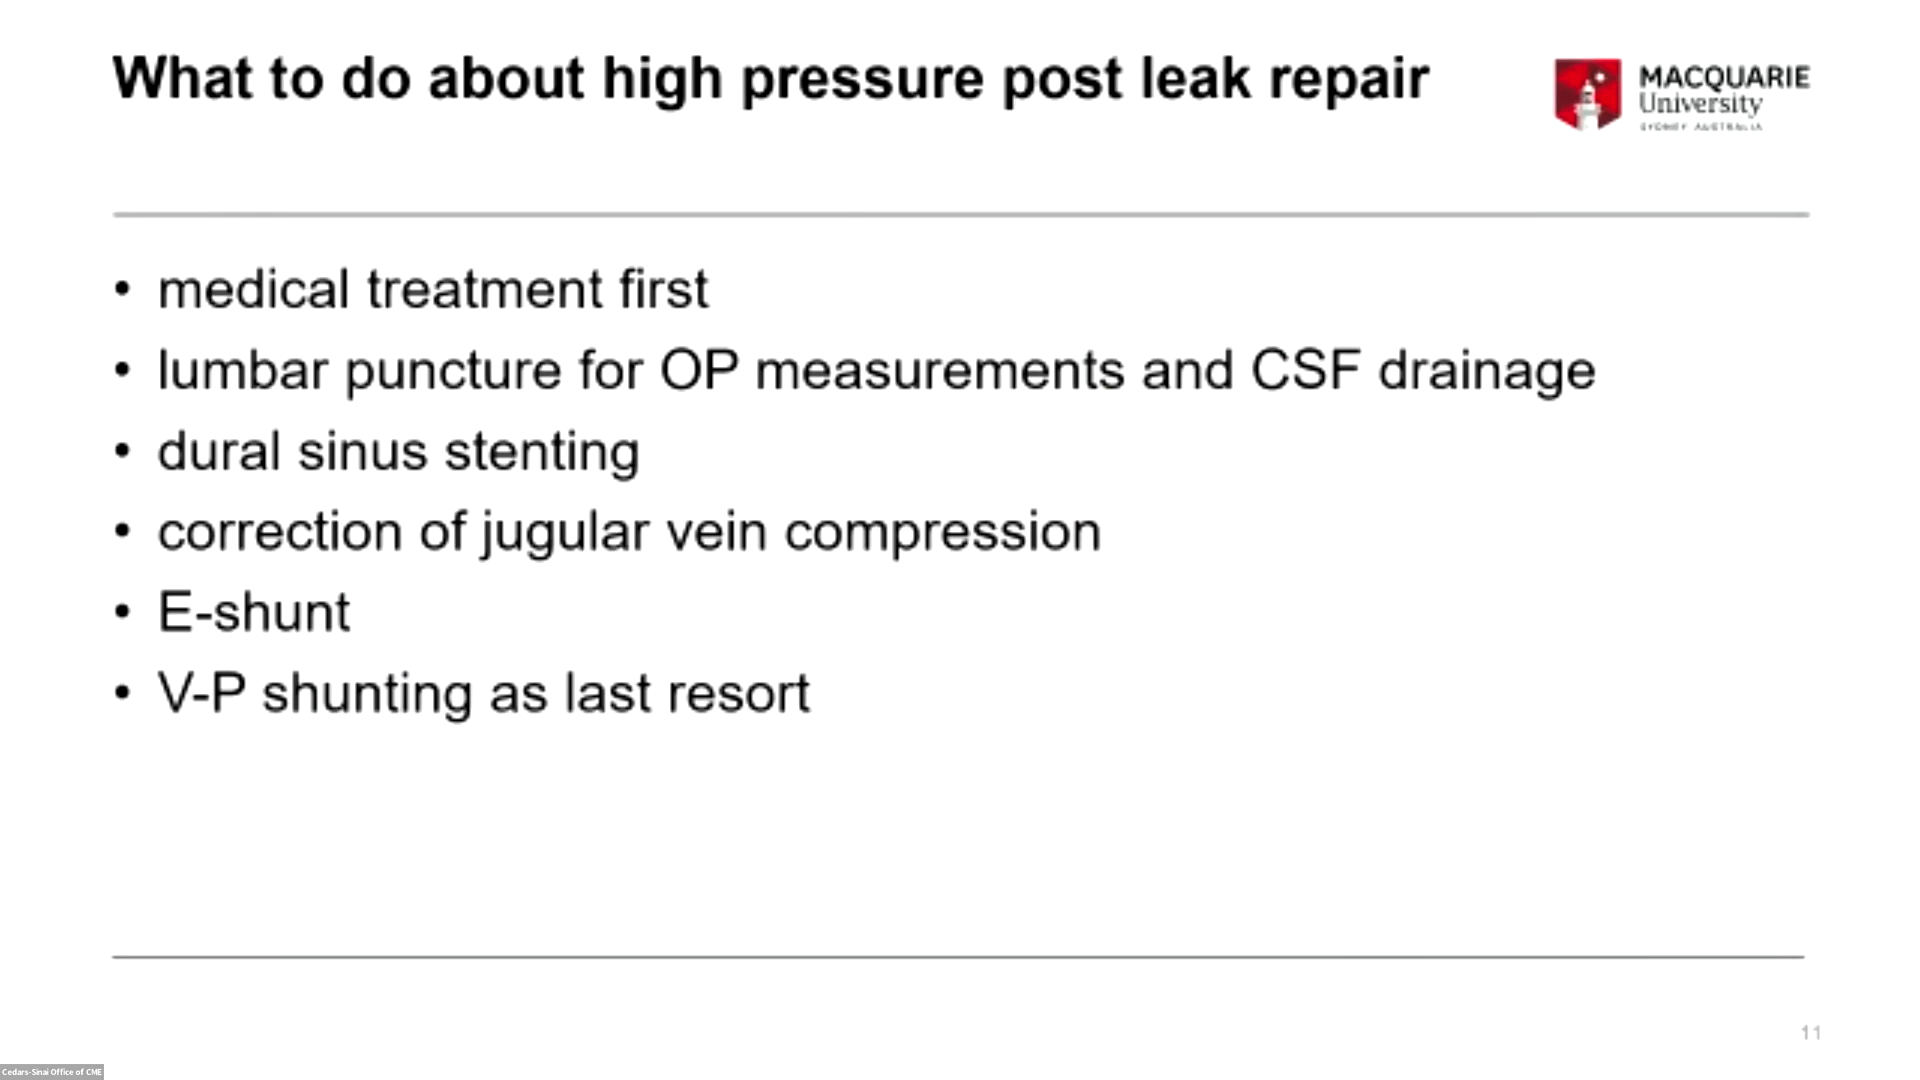 What to do about high pressure post leak repair
MACQUARIE
University
SYDNEY · AUSTRALIA
• medical treatment first
• lumbar puncture for OP measurements and CSF drainage
• dural sinus stenting
• correction of jugular vein compression
• E-shunt
• V-P shunting as last resort
11
Cedars-Sinai Office of CME